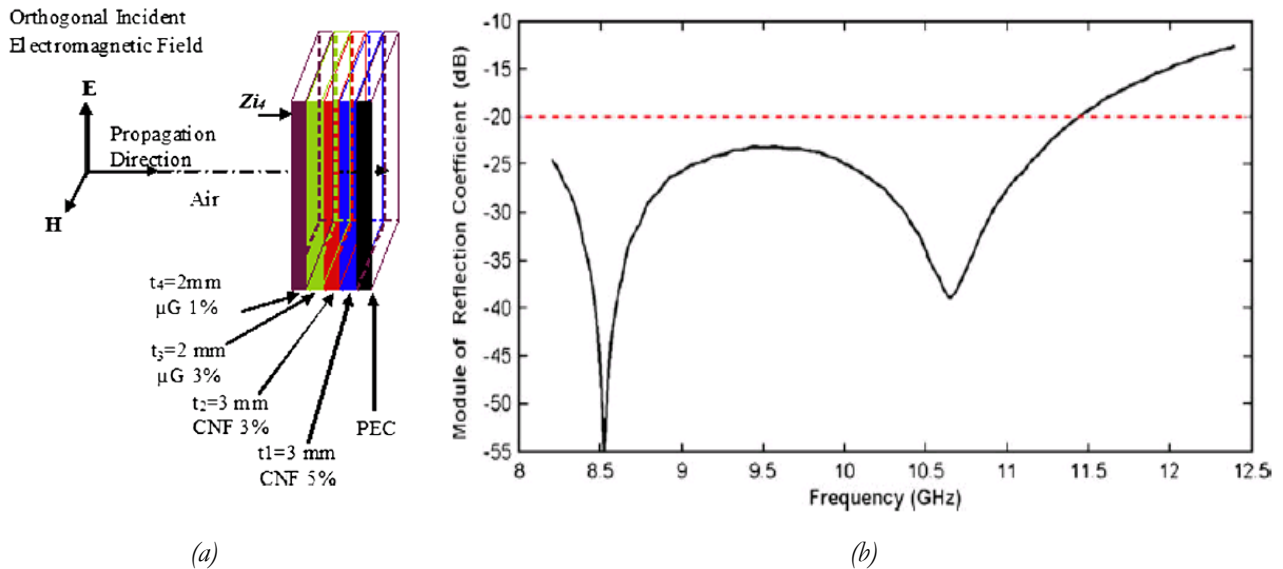 Orthogonal Incident
Electromagnetic Field
E
Zi4
Propagation
Direction
Air
H
t4=2mm
µG 1%
t3=2 mm
µG 3%
t2=3 mm
CNF 3%
t1=3 mm
CNF 5%
PEC
(a)
Module of Reflection Coefficient (dB)
-10
-15
-20
-25
-30
-35
-40
-45
-50
-55
8 8.5 9 9.5 10 10.5 11 11.5 12 12.5
Frequency (GHz)
(b)